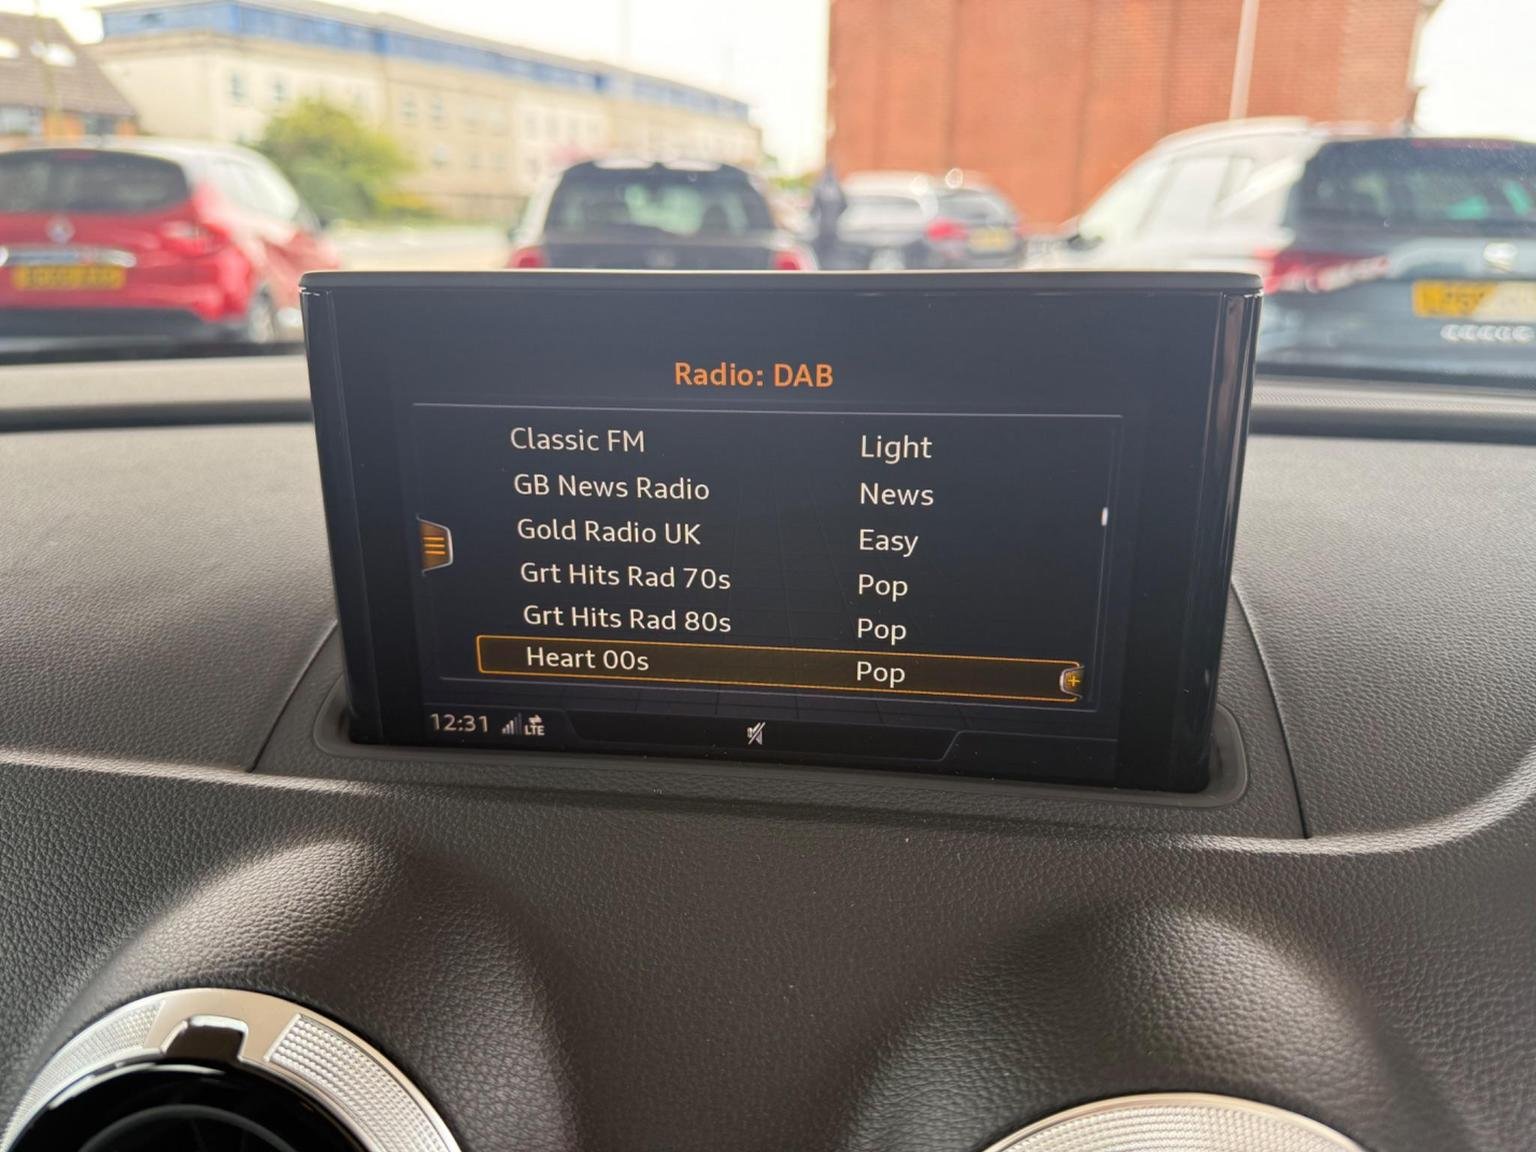 Radio: DAB
Classic FM Light
GB News Radio News
Gold Radio UK Easy
Grt Hits Rad 70s Pop
Grt Hits Rad 80s Pop
Heart 00s Pop
12:31 LTE